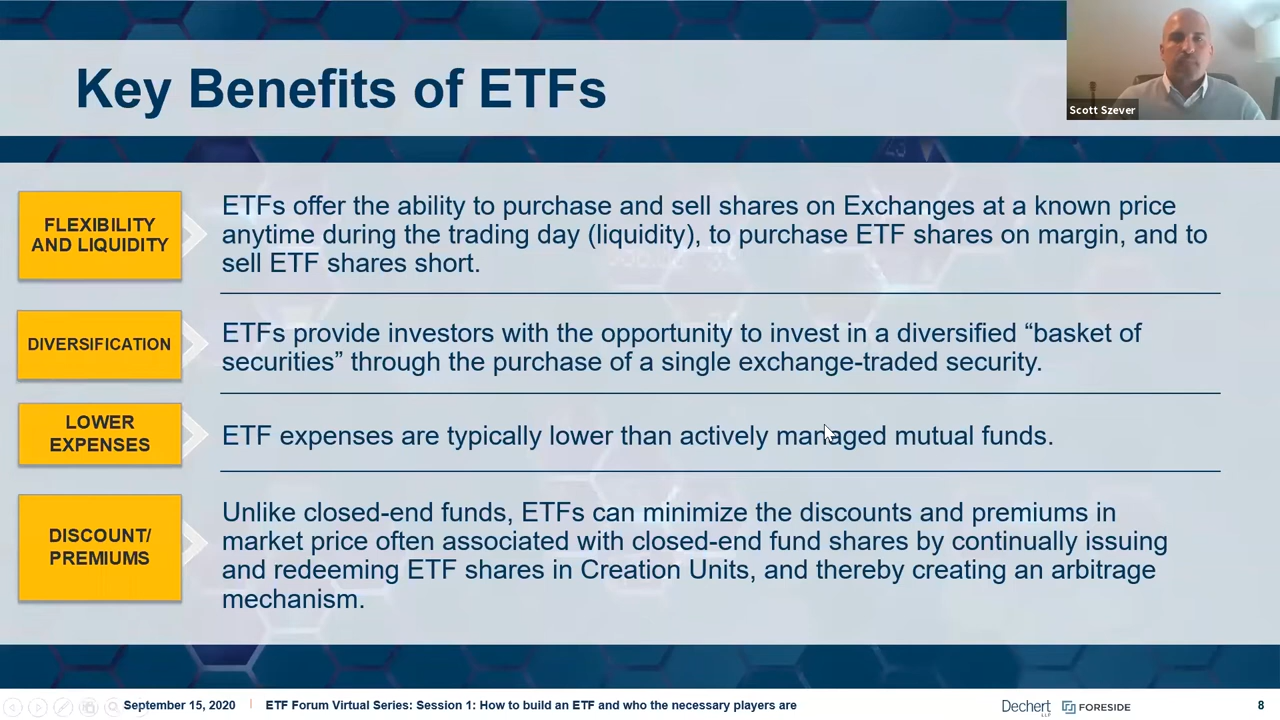 Key Benefits of ETFs
Scott Szever
FLEXIBILITY
AND LIQUIDITY
ETFs offer the ability to purchase and sell shares on Exchanges at a known price
anytime during the trading day (liquidity), to purchase ETF shares on margin, and to
sell ETF shares short.
DIVERSIFICATION
ETFs provide investors with the opportunity to invest in a diversified “basket of
securities” through the purchase of a single exchange-traded security.
LOWER
EXPENSES
ETF expenses are typically lower than actively managed mutual funds.
DISCOUNT/
PREMIUMS
Unlike closed-end funds, ETFs can minimize the discounts and premiums in
market price often associated with closed-end fund shares by continually issuing
and redeeming ETF shares in Creation Units, and thereby creating an arbitrage
mechanism.
September 15, 2020 | ETF Forum Virtual Series: Session 1: How to build an ETF and who the necessary players are
Dechert
LLP
FORESIDE
8